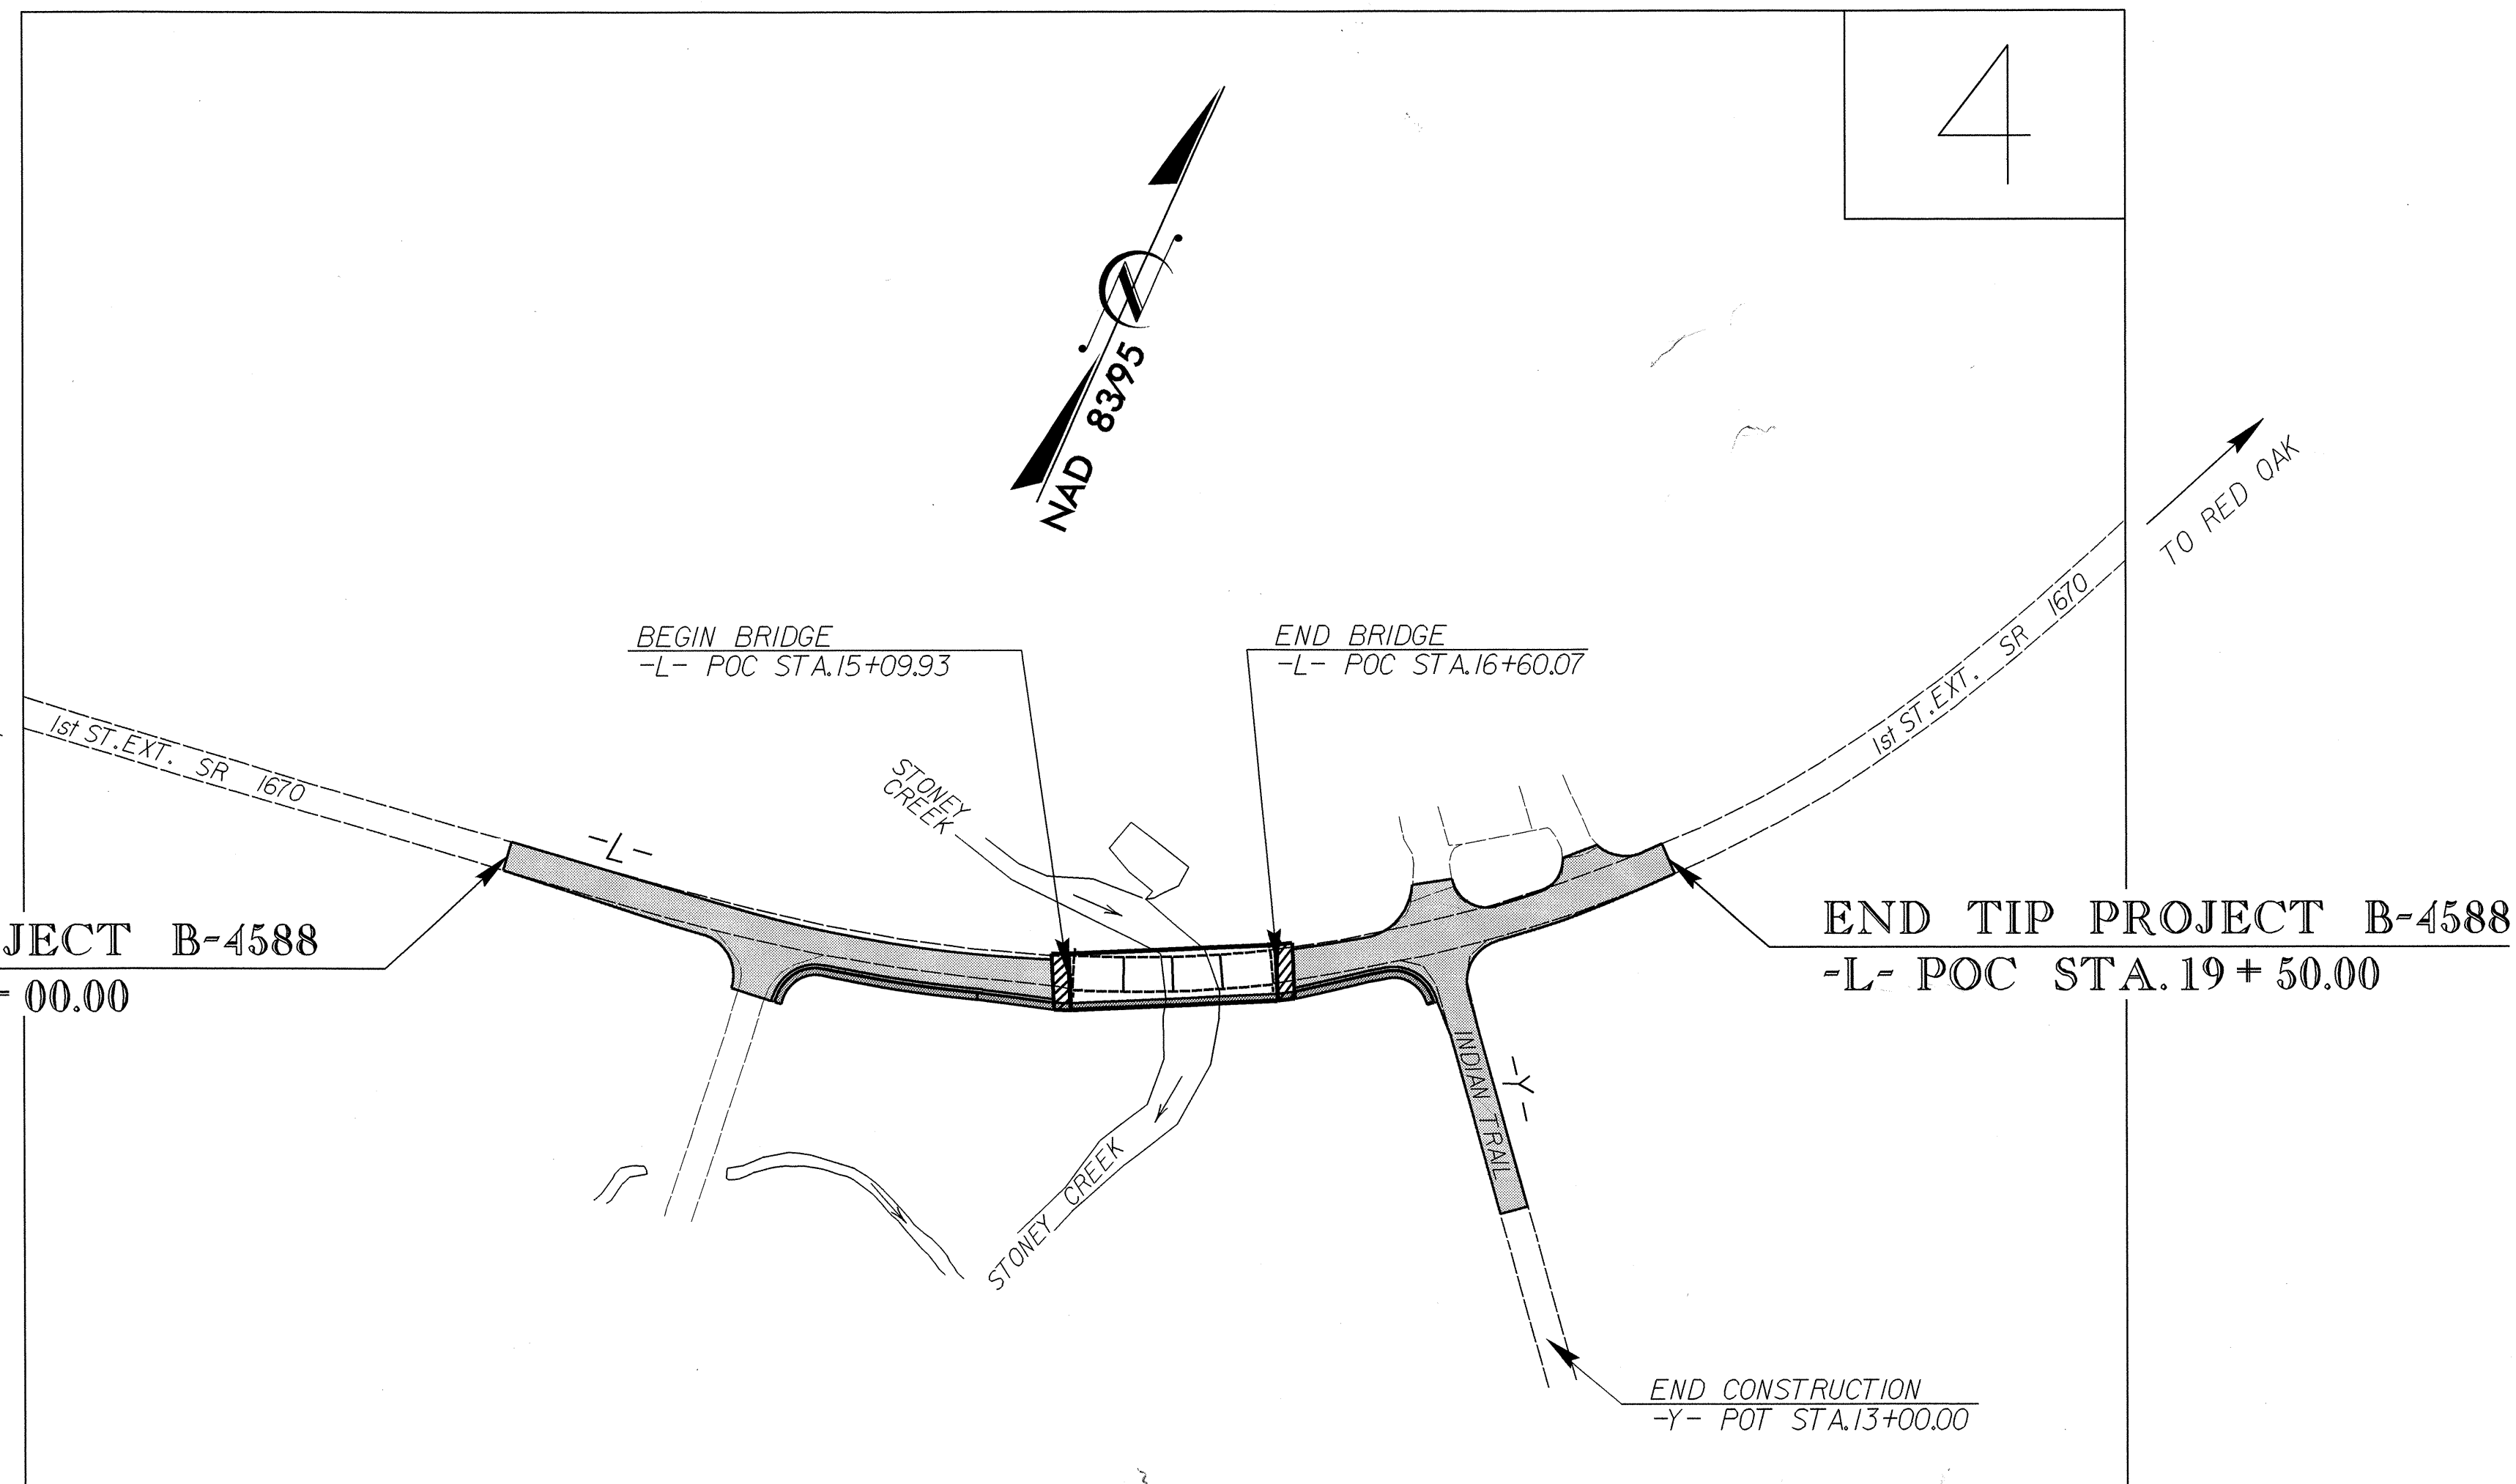 4
N
NAD 83/95
TO RED OAK
1st ST. EXT. SR 1670
BEGIN BRIDGE
-L- POC STA. 15+09.93
END BRIDGE
-L- POC STA. 16+60.07
1st ST. EXT. SR 1670
STONEY
CREEK
-L-
JECT B-4588
00.00
END TIP PROJECT B-4588
-L- POC STA. 19 + 50.00
INDIAN TRAIL
-Y-
STONEY CREEK
END CONSTRUCTION
-Y- POT STA. 13+00.00